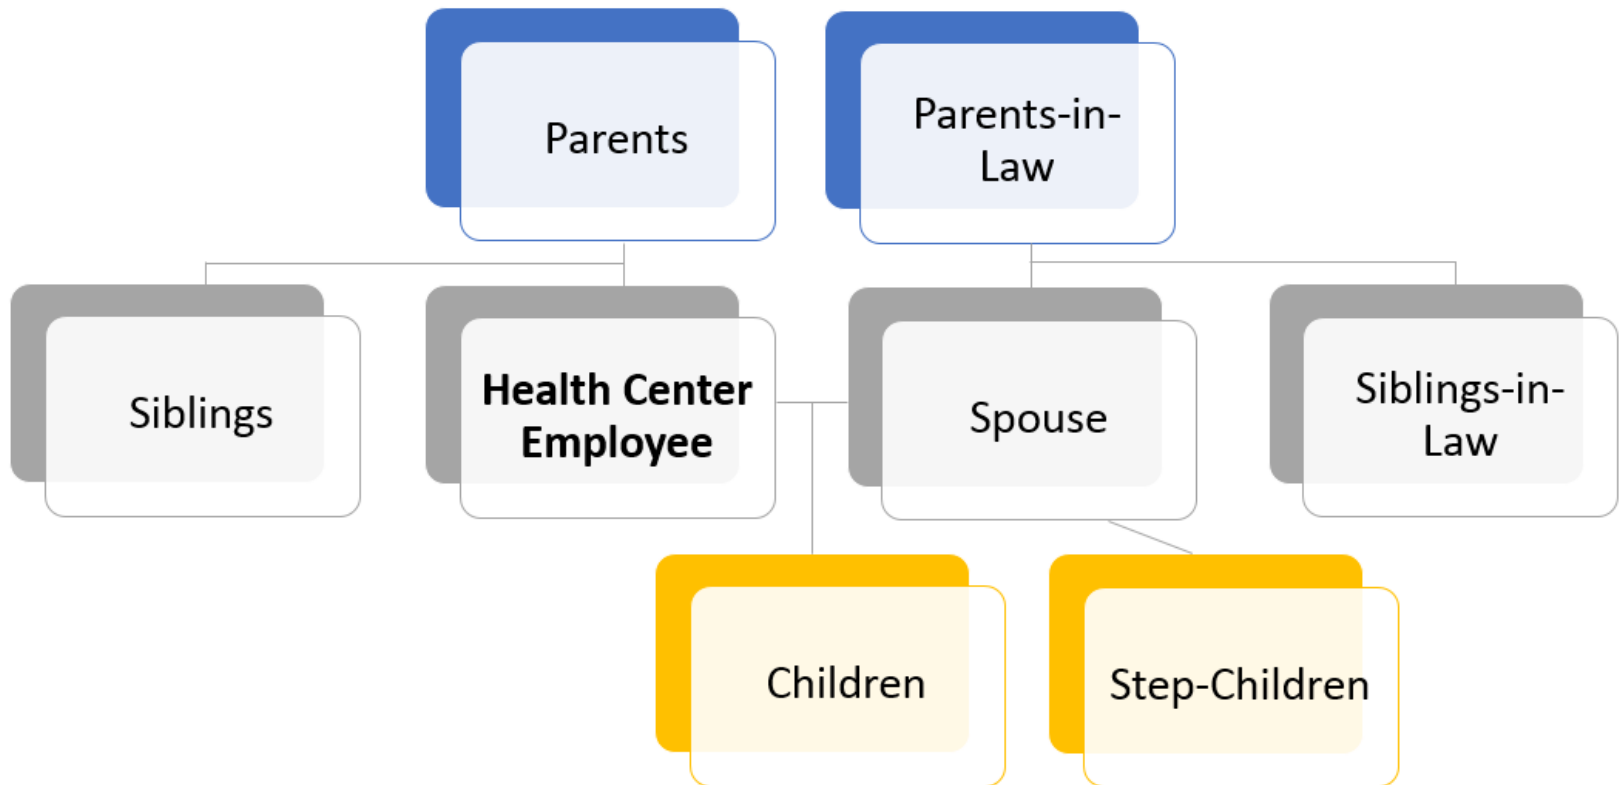 Parents
Parents-in-
Law
Siblings
Health Center
Employee
Spouse
Siblings-in-
Law
Children
Step-Children